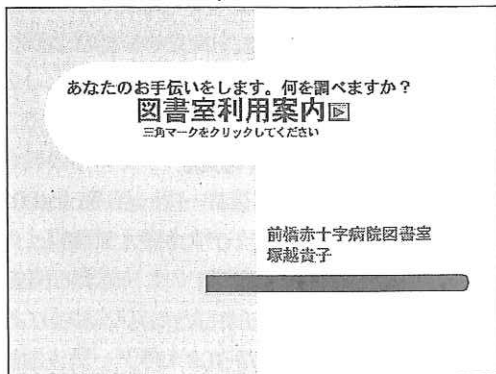 あなたのお手伝いをします。何を調べますか?
図書室利用案内
三角マークをクリックしてください
前橋赤十字病院図書室
塚越貴子